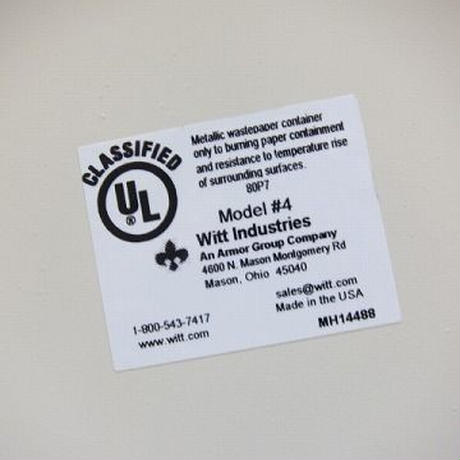 CLASSIFIED
UL
®
Metallic wastepaper container
only to burning paper containment
and resistance to temperature rise
of surrounding surfaces.
80P7
Model #4
Witt Industries
An Armor Group Company
4600 N. Mason Montgomery Rd
Mason, Ohio 45040
sales@witt.com
Made in the USA
1-800-543-7417
www.witt.com
MH14488